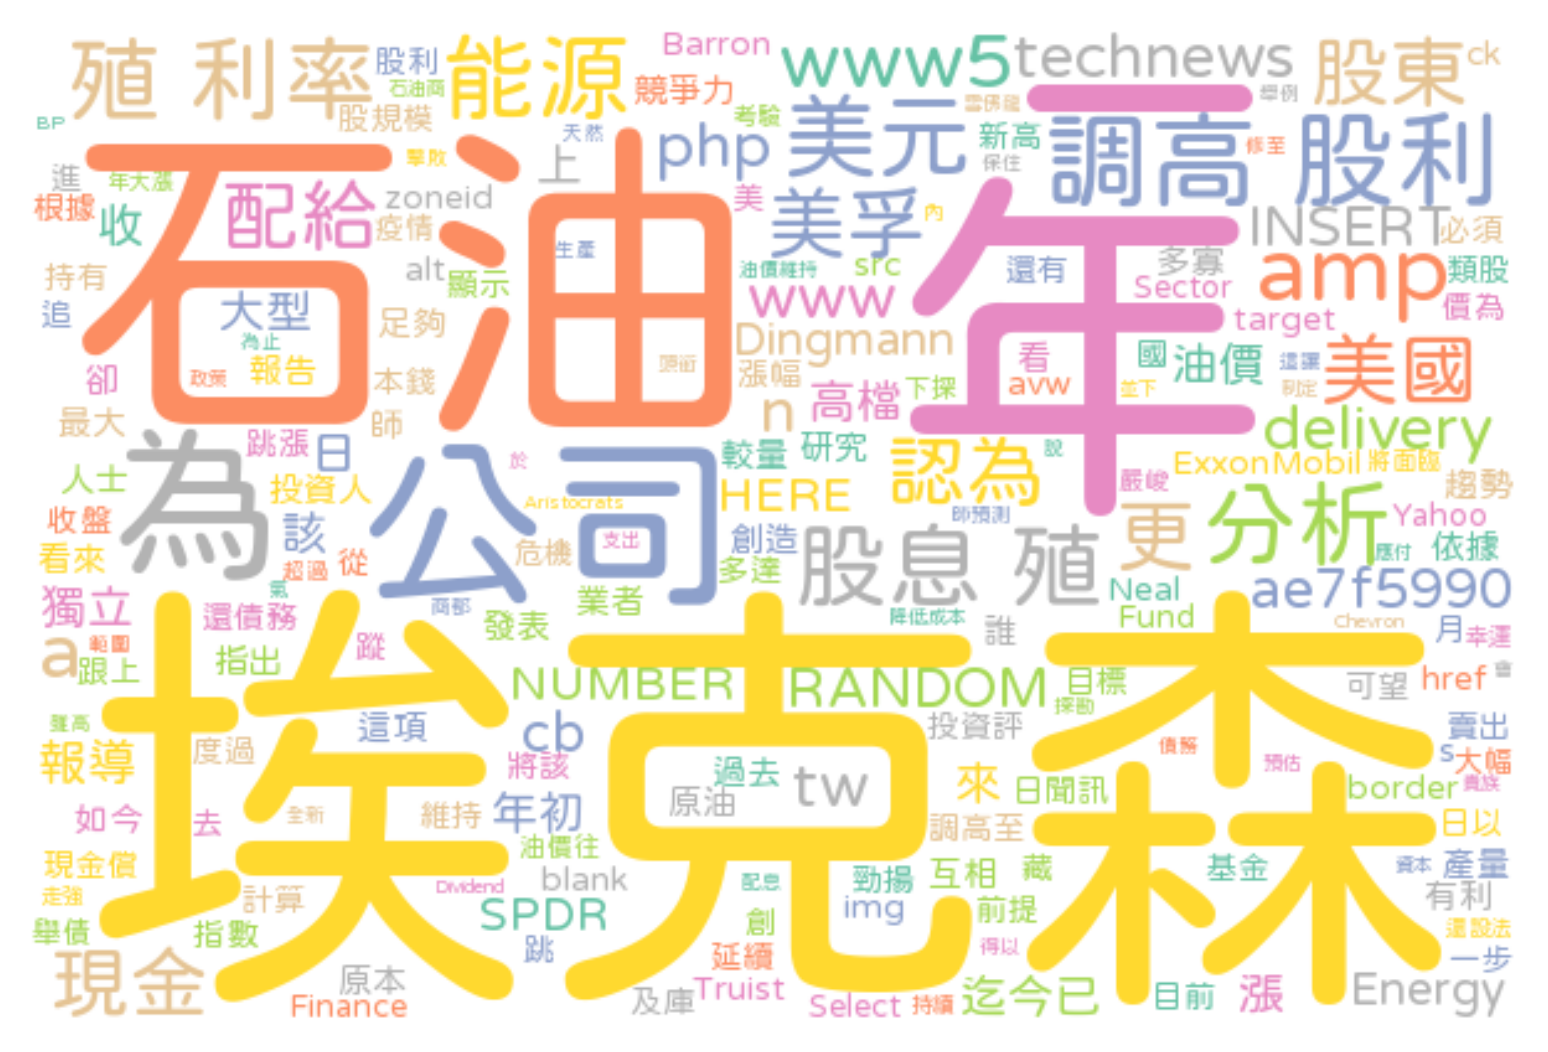 殖 利率
股利
能源
Barron
www5
technews
股東
ck
石油商
競爭力
股規模
BP
天然
考驗
雪佛龍
舉例
美元
調高 股利
php
新高
修至
保住
擊敗
上
石油
年
進
年大漲
根據
收
配給
zoneid
疫情
美
美孚
內
INSERT
必須
持有
追
大型
alt
顯示
生產
油價維持
src
www
還有
多寡
Sector
amp
類股
價為
足夠
Dingmann
target
為止
報告
政策
卻
本錢
漲幅
n
高檔
下探
看
avw
國
油價
這讓
並下
美國
最大
師
跳漲
日
delivery
為
公司
於
較量
研究
認為
說
嚴峻
ExxonMobil
將面臨
人士
投資人
Aristocrats
HERE
師預測
趨勢
收盤
該
支出
創造
股息 殖
更
分析
Yahoo
應付
依據
看來
超過
從
危機
多達
氣
獨立
還債務
商都
業者
發表
降低成本
誰
Neal
Fund
ae7f5990
Chevron
月
幸運
埃克森
a
範圍
跟上
指出
蹤
NUMBER
RANDOM
目標
探勘
可望
href
會
這項
cb
投資評
賣出
報導
度過
將該
過去
tw
來
債務
預估
s
大幅
日聞訊
border
貴族
如今
去
全新
維持
年初
原油
調高至
日以
油價往
現金償
走強
計算
Dividend
blank
配息
勁揚
互相
藏
基金
資本
產量
有利
舉債
指數
SPDR
創
img
前提
還設法
跳
延續
得以
一步
現金
原本
Finance
及庫
Truist
Select
持續
迄今已
目前
漲
Energy